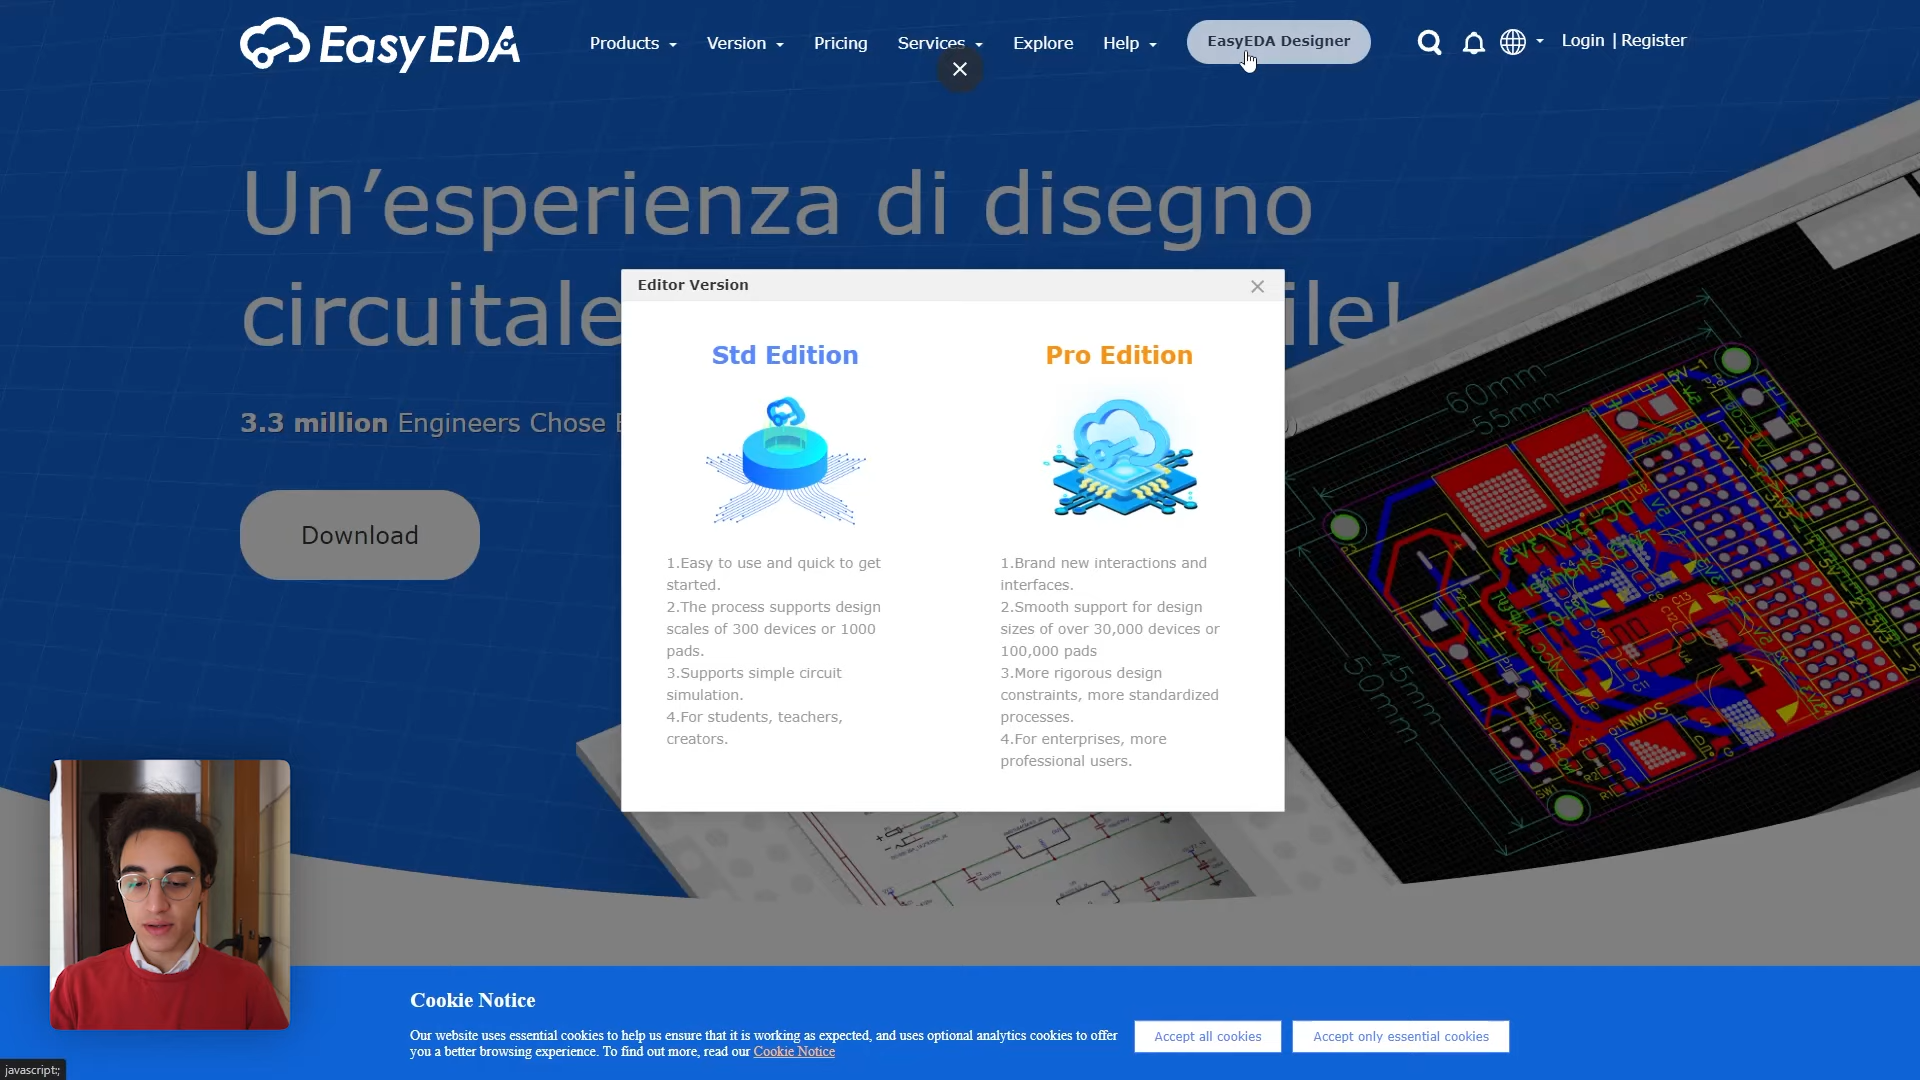 EasyEDA
Products
Version
Pricing
Services
Explore
Help
EasyEDA Designer
Login | Register
Un’esperienza di disegno
circuitale
ile!
3.3 million Engineers Chose
Download
Editor Version
Std Edition
1.Easy to use and quick to get
started.
2.The process supports design
scales of 300 devices or 1000
pads.
3.Supports simple circuit
simulation.
4.For students, teachers,
creators.
Pro Edition
1.Brand new interactions and
interfaces.
2.Smooth support for design
sizes of over 30,000 devices or
100,000 pads
3.More rigorous design
constraints, more standardized
processes.
4.For enterprises, more
professional users.
60mm
55mm
45mm
50mm
NMOS
SW1
Cookie Notice
Our website uses essential cookies to help us ensure that it is working as expected, and uses optional analytics cookies to offer
you a better browsing experience. To find out more, read our Cookie Notice
Accept all cookies
Accept only essential cookies
javascript:;